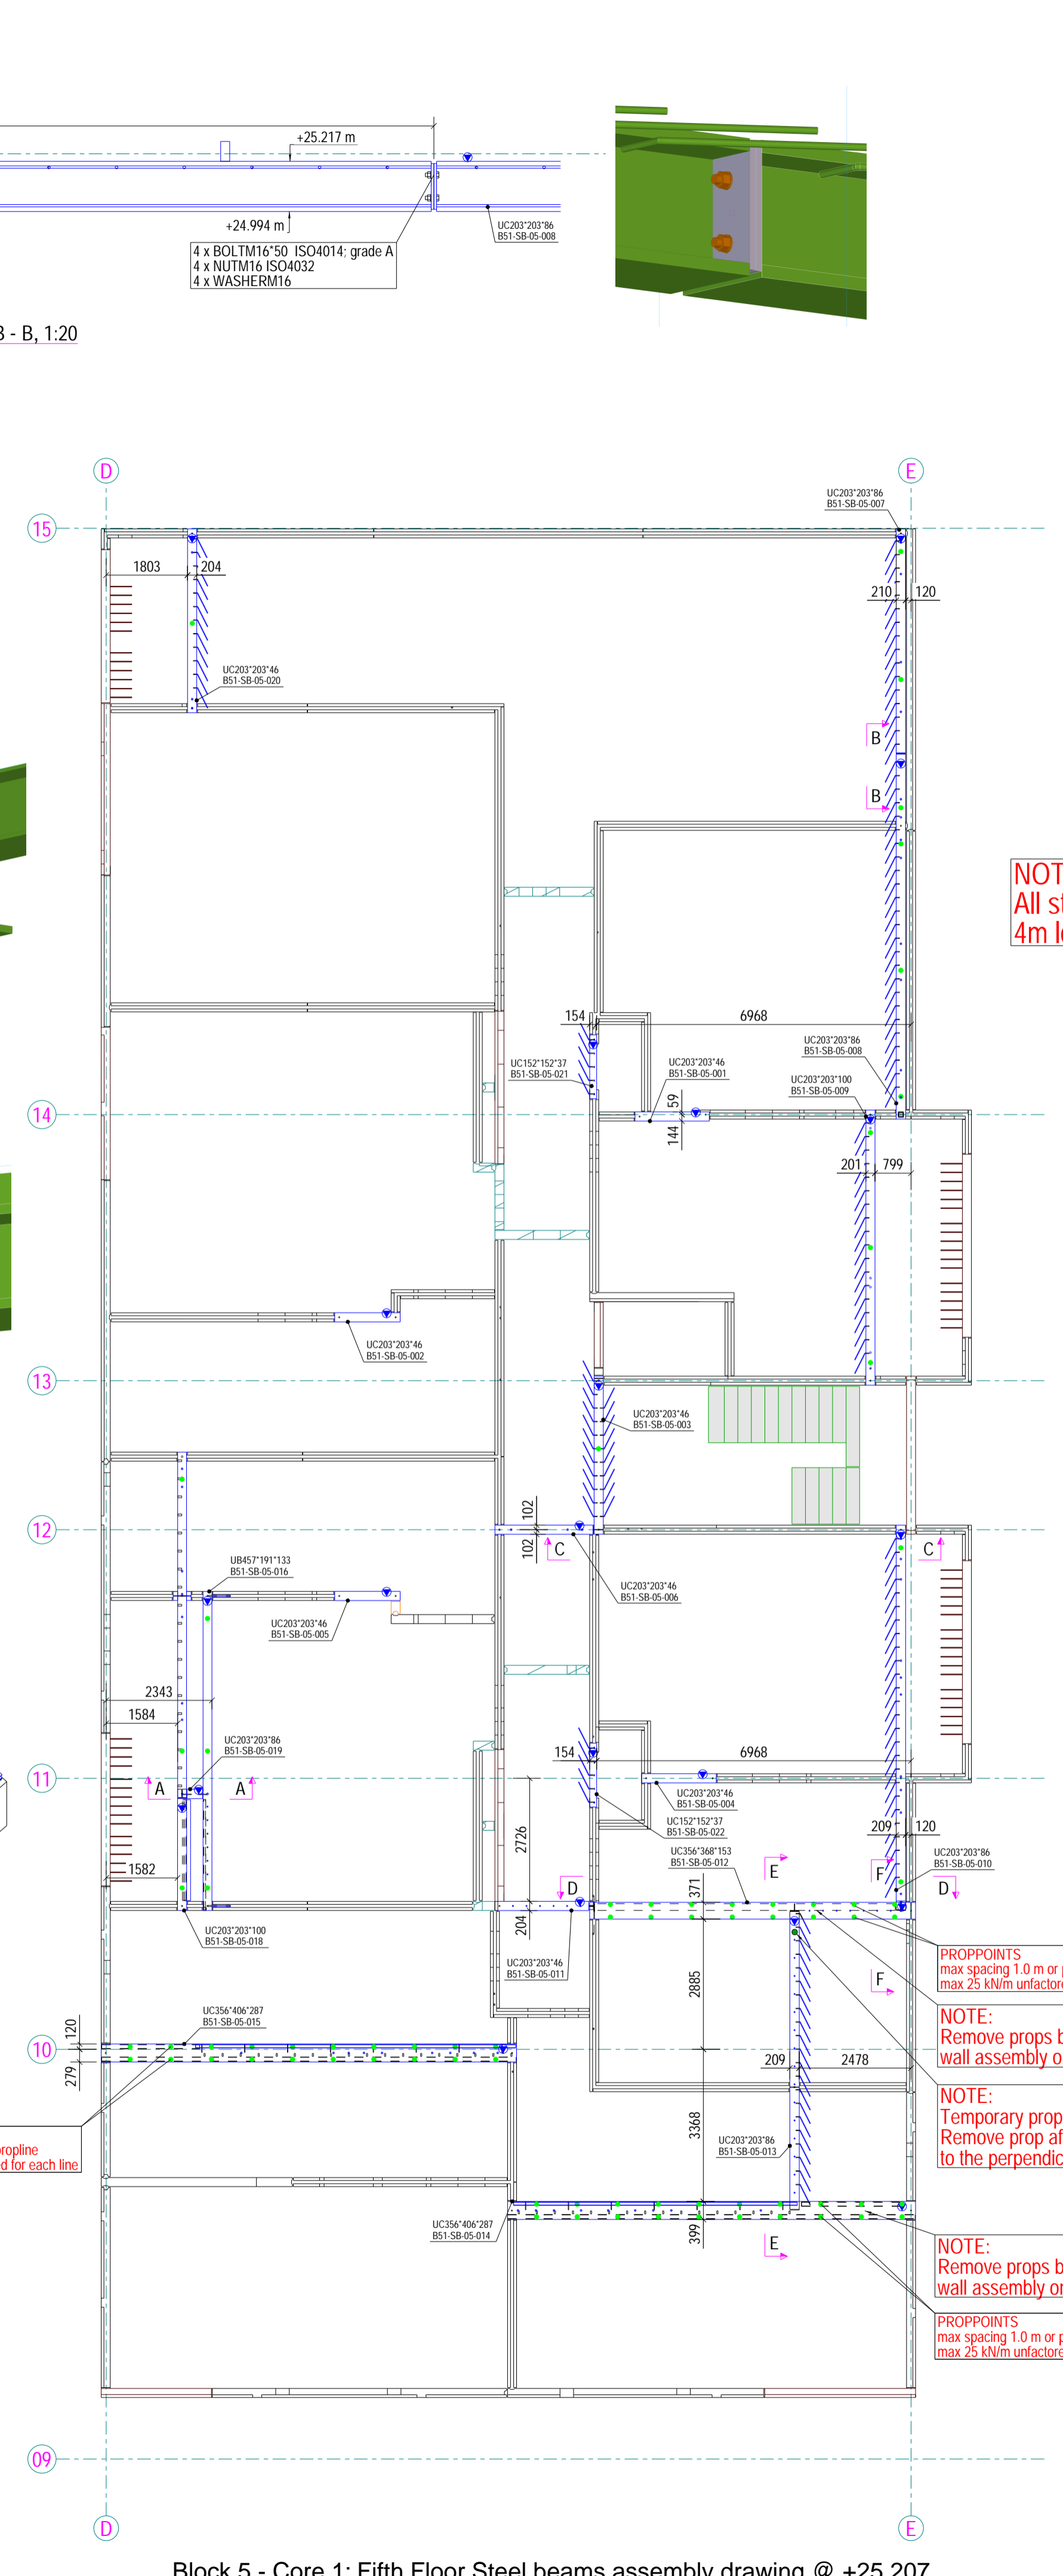 +25.217 m
+24.994 m
UC203*203*86
B51-SB-05-008
4 x BOLTM16*50 ISO4014; grade A
4 x NUTM16 ISO4032
4 x WASHERM16
- B, 1:20
D
E
15
UC203*203*86
B51-SB-05-007
1803
204
210
120
UC203*203*46
B51-SB-05-020
B
B
NOT
All st
4m l
154
6968
UC203*203*86
B51-SB-05-008
UC152*152*37
B51-SB-05-021
UC203*203*46
B51-SB-05-001
UC203*203*100
B51-SB-05-009
14
59
144
201
799
UC203*203*46
B51-SB-05-002
13
UC203*203*46
B51-SB-05-003
12
102
102
C
C
UB457*191*133
B51-SB-05-016
UC203*203*46
B51-SB-05-006
UC203*203*46
B51-SB-05-005
2343
1584
UC203*203*86
B51-SB-05-019
154
6968
11
A
A
UC203*203*46
B51-SB-05-004
UC152*152*37
B51-SB-05-022
209
120
2726
UC356*368*153
B51-SB-05-012
UC203*203*86
B51-SB-05-010
1582
E
F
371
D
D
204
UC203*203*100
B51-SB-05-018
UC203*203*46
B51-SB-05-011
PROPPOINTS
max spacing 1.0 m or p
max 25 kN/m unfactore
2885
F
UC356*406*287
B51-SB-05-015
NOTE:
Remove props b
wall assembly o
120
10
279
209
2478
NOTE:
Temporary prop
Remove prop af
to the perpendic
3368
ropline
d for each line
UC203*203*86
B51-SB-05-013
UC356*406*287
B51-SB-05-014
399
E
NOTE:
Remove props b
wall assembly or
PROPPOINTS
max spacing 1.0 m or p
max 25 kN/m unfactore
09
D
E
Block 5 - Core 1: Fifth Floor Steel beams assembly drawing @ +25.207